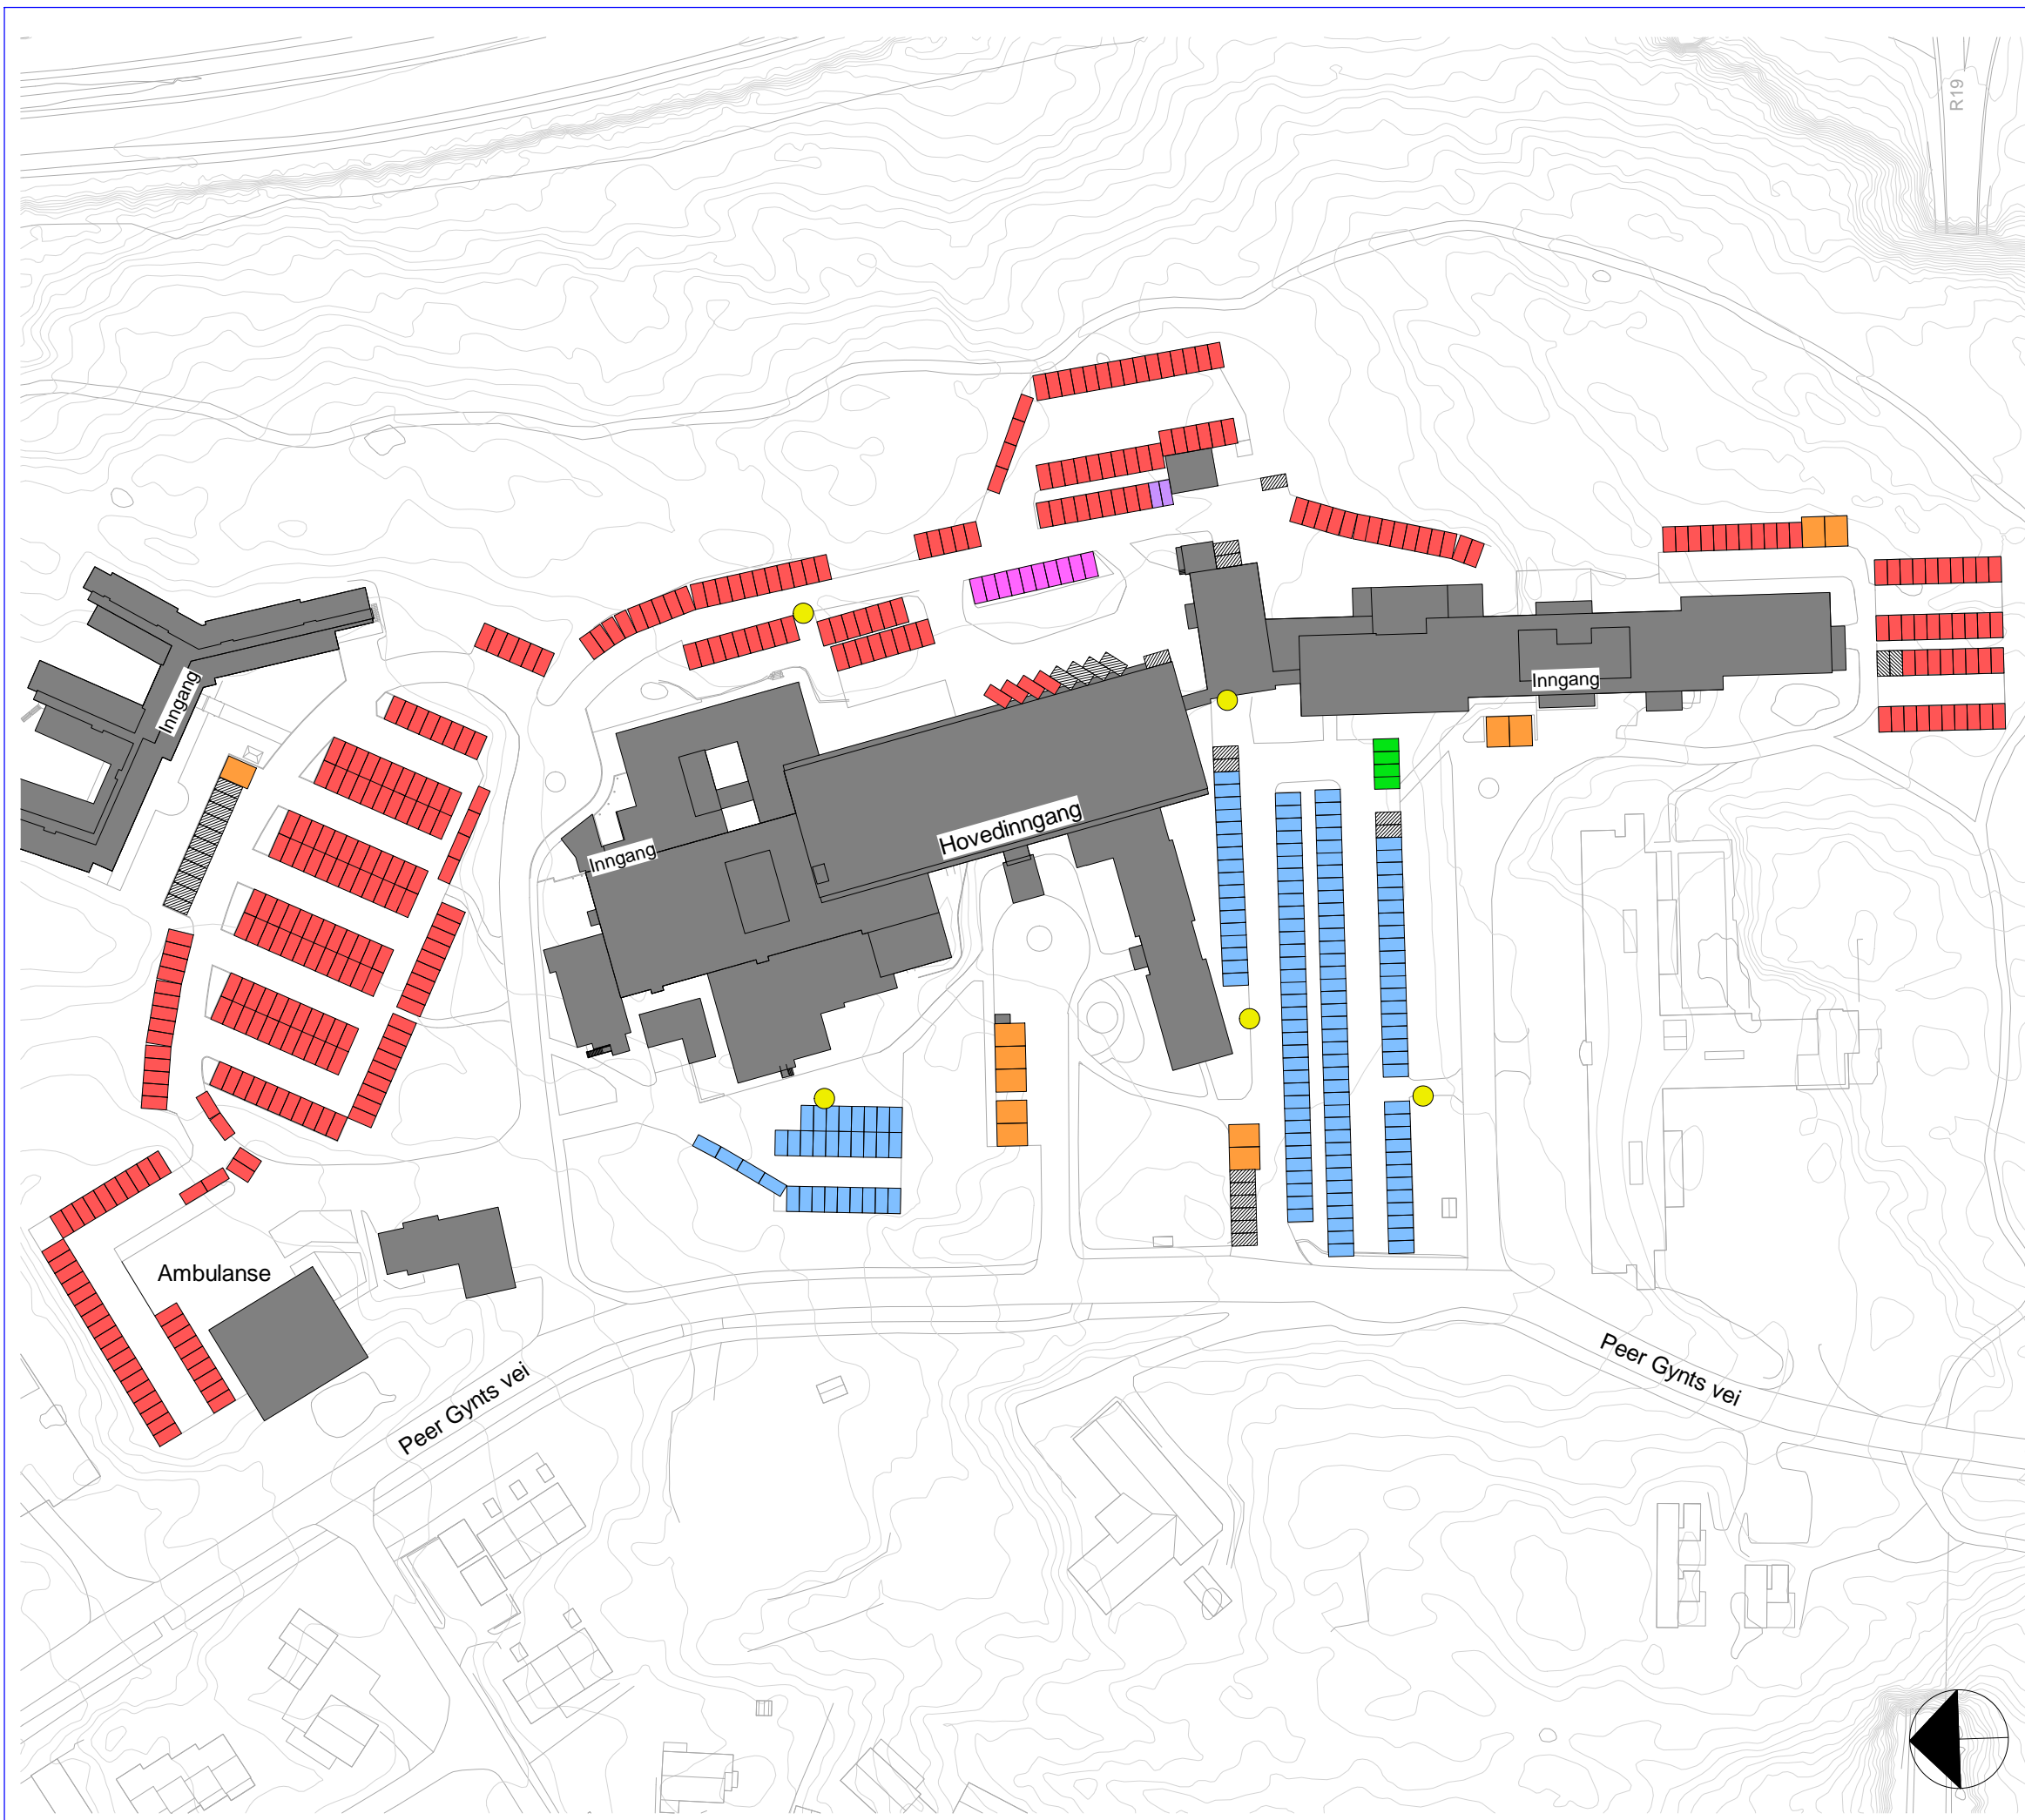 R19
Inngang
Inngang
Hovedinngang
Inngang
Ambulanse
Peer Gynts vei
Peer Gynts vei